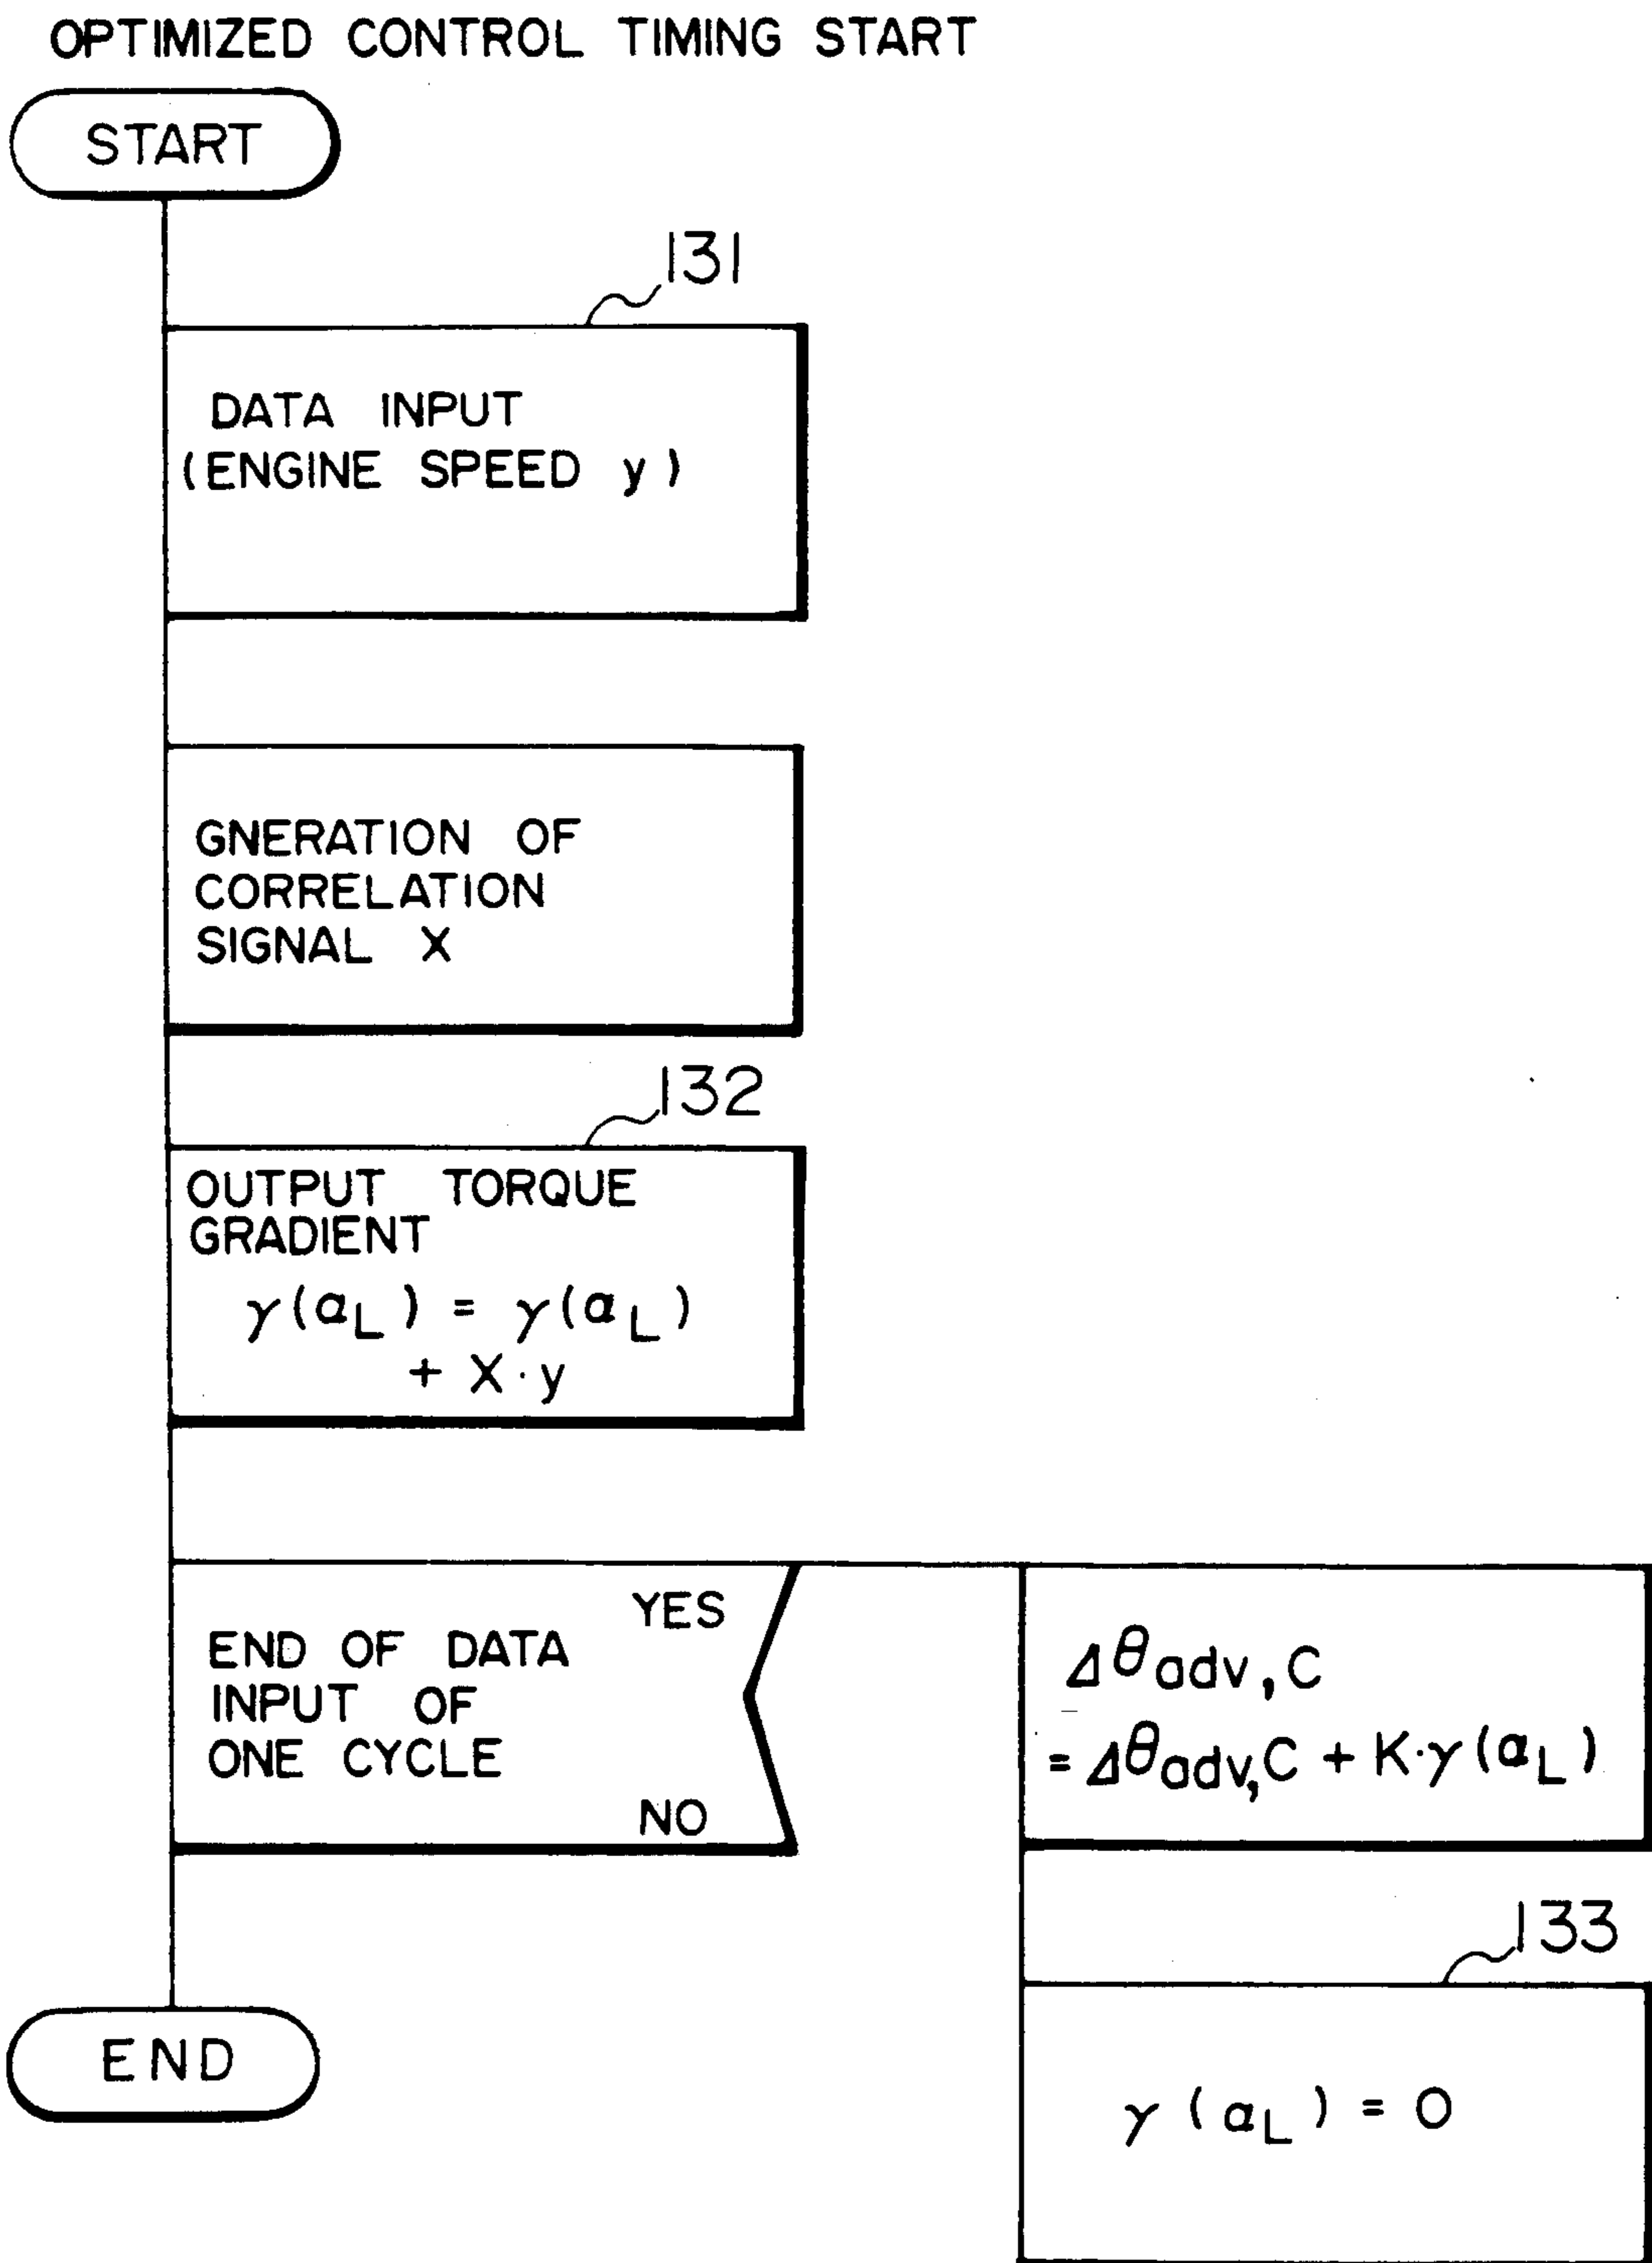 OPTIMIZED CONTROL TIMING START
START
131
DATA INPUT
(ENGINE SPEED y)
GNERATION OF
CORRELATION
SIGNAL X
132
OUTPUT TORQUE
GRADIENT
γ(αL) = γ(αL)
+ X·y
YES
END OF DATA
INPUT OF
ONE CYCLE
NO
Δθadv,C
= Δθadv,C + K·γ(αL)
133
γ(αL) = 0
END